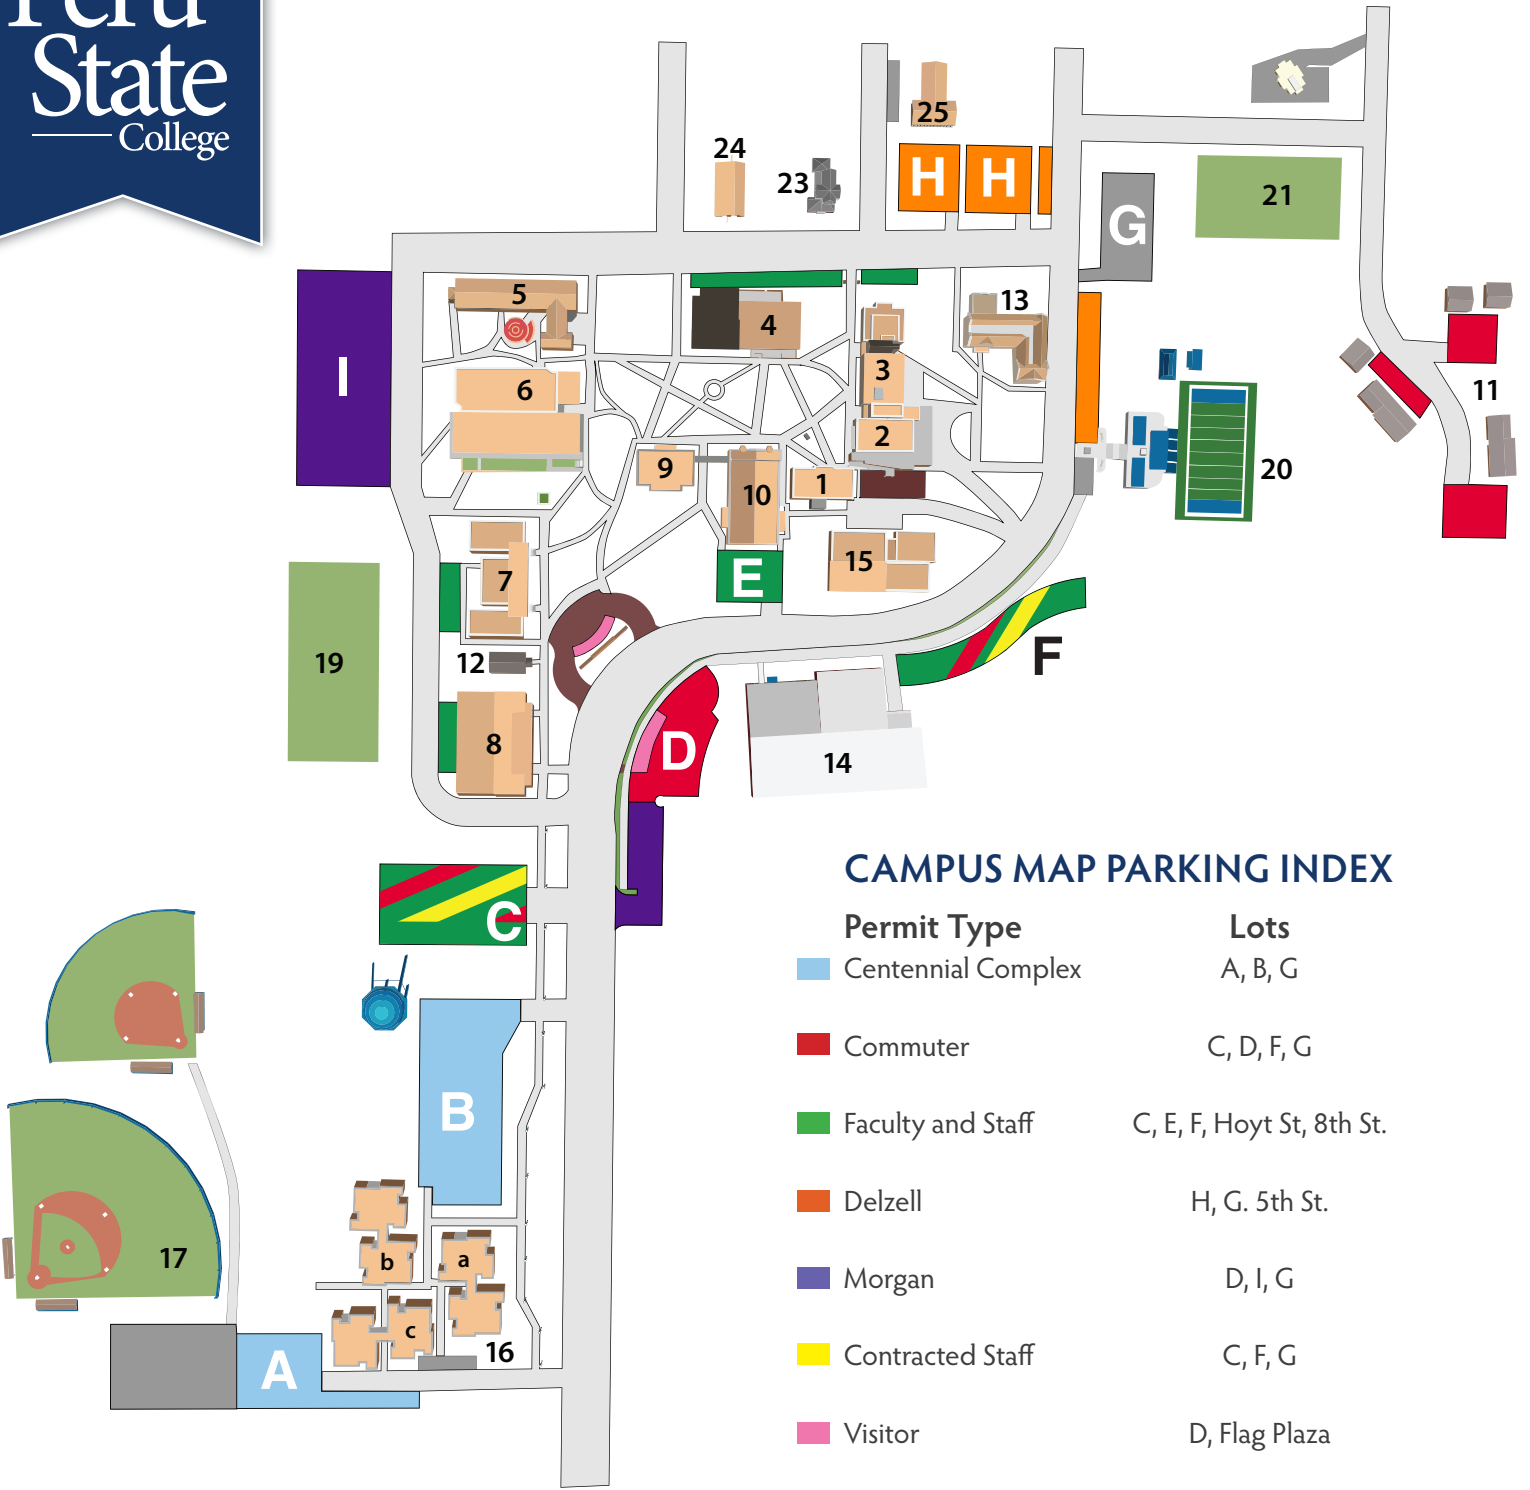 Peru
State
College
25
24
23
H
H
21
G
5
13
4
I
3
6
11
2
9
20
1
10
15
7
E
F
12
19
8
D
14
C
CAMPUS MAP PARKING INDEX
Permit Type Lots
Centennial Complex A, B, G
Commuter C, D, F, G
B
Faculty and Staff C, E, F, Hoyt St, 8th St.
Delzell H, G. 5th St.
17
b
a
Morgan D, I, G
c
16
Contracted Staff C, F, G
A
Visitor D, Flag Plaza